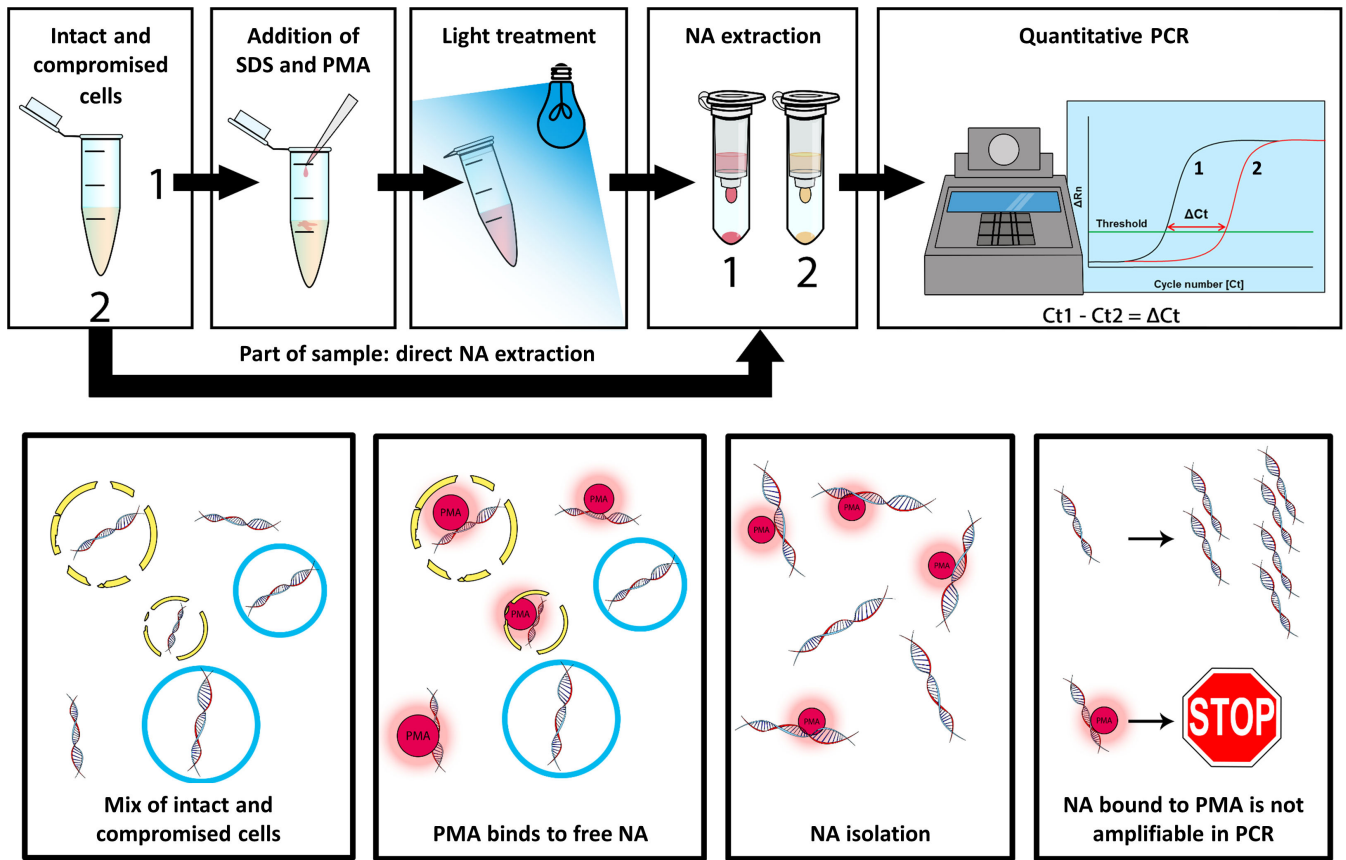 Intact and
compromised
cells
1
2
Addition of
SDS and PMA
Light treatment
NA extraction
1
2
Quantitative PCR
ΔRn
1
2
ΔCt
Threshold
Cycle number [Ct]
Ct1 - Ct2 = ΔCt
Part of sample: direct NA extraction
Mix of intact and
compromised cells
PMA
PMA
PMA
PMA
PMA binds to free NA
PMA
PMA
PMA
PMA
NA isolation
PMA
STOP
NA bound to PMA is not
amplifiable in PCR